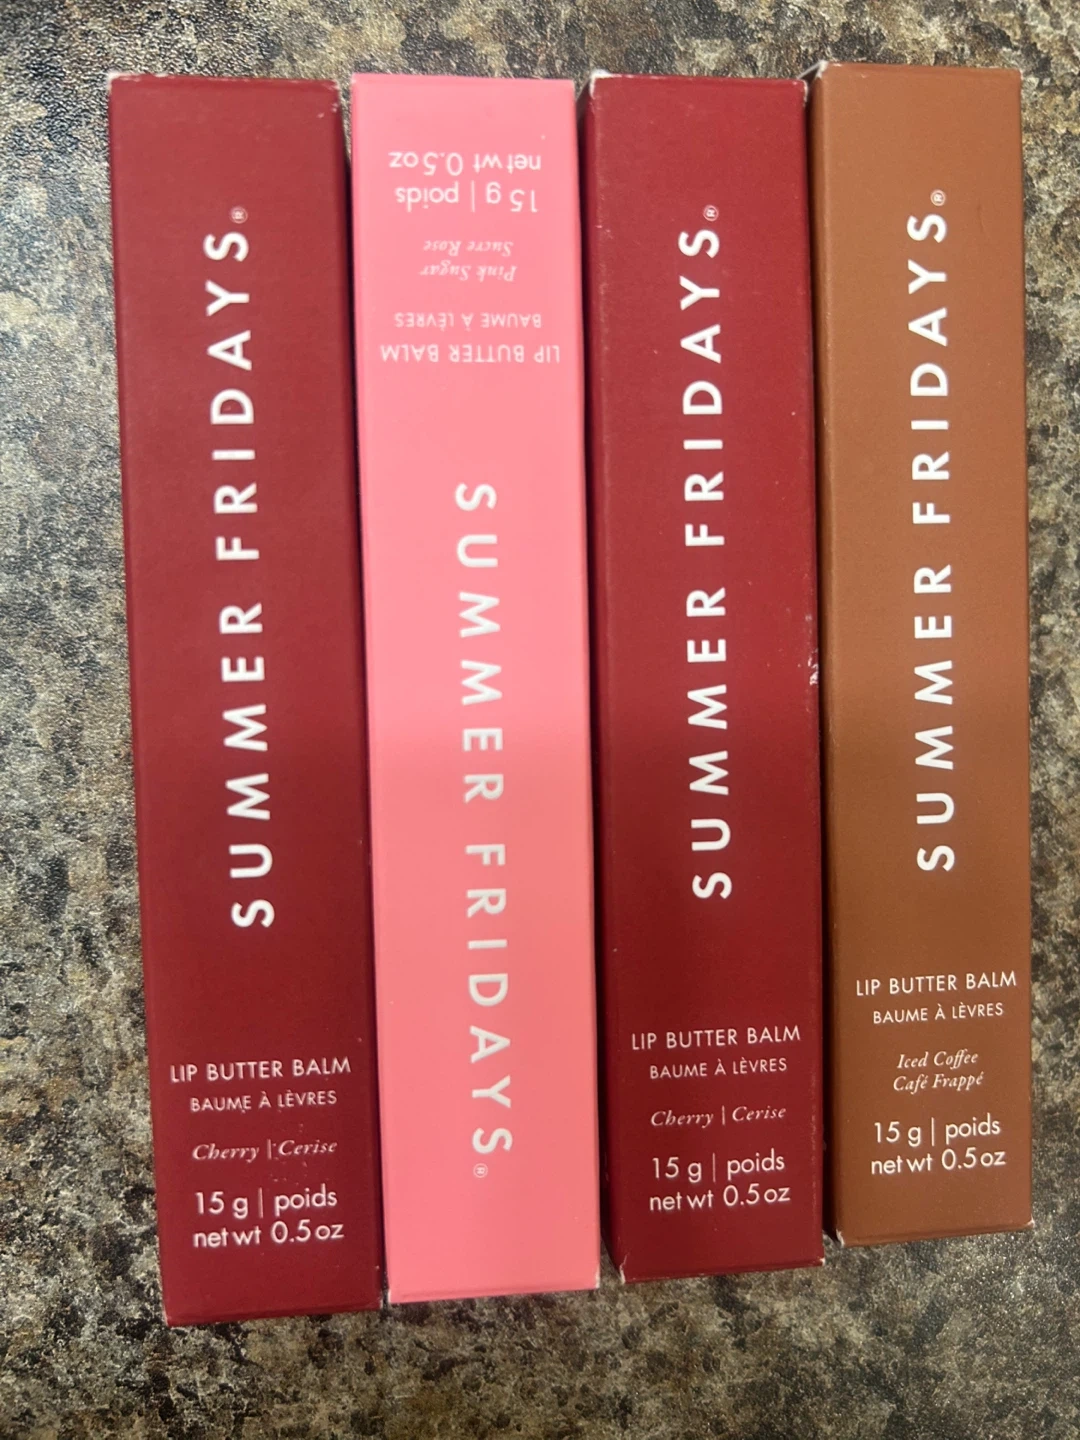 SUMMER FRIDAYS®
LIP BUTTER BALM
BAUME À LÈVRES
Cherry | Cerise
15 g | poids
net wt 0.5 oz
SUMMER FRIDAYS®
LIP BUTTER BALM
BAUME À LÈVRES
Pink Sugar
Sucre Rose
15 g | poids
net wt 0.5 oz
SUMMER FRIDAYS®
LIP BUTTER BALM
BAUME À LÈVRES
Cherry | Cerise
15 g | poids
net wt 0.5 oz
SUMMER FRIDAYS®
LIP BUTTER BALM
BAUME À LÈVRES
Iced Coffee
Café Frappé
15 g | poids
net wt 0.5 oz